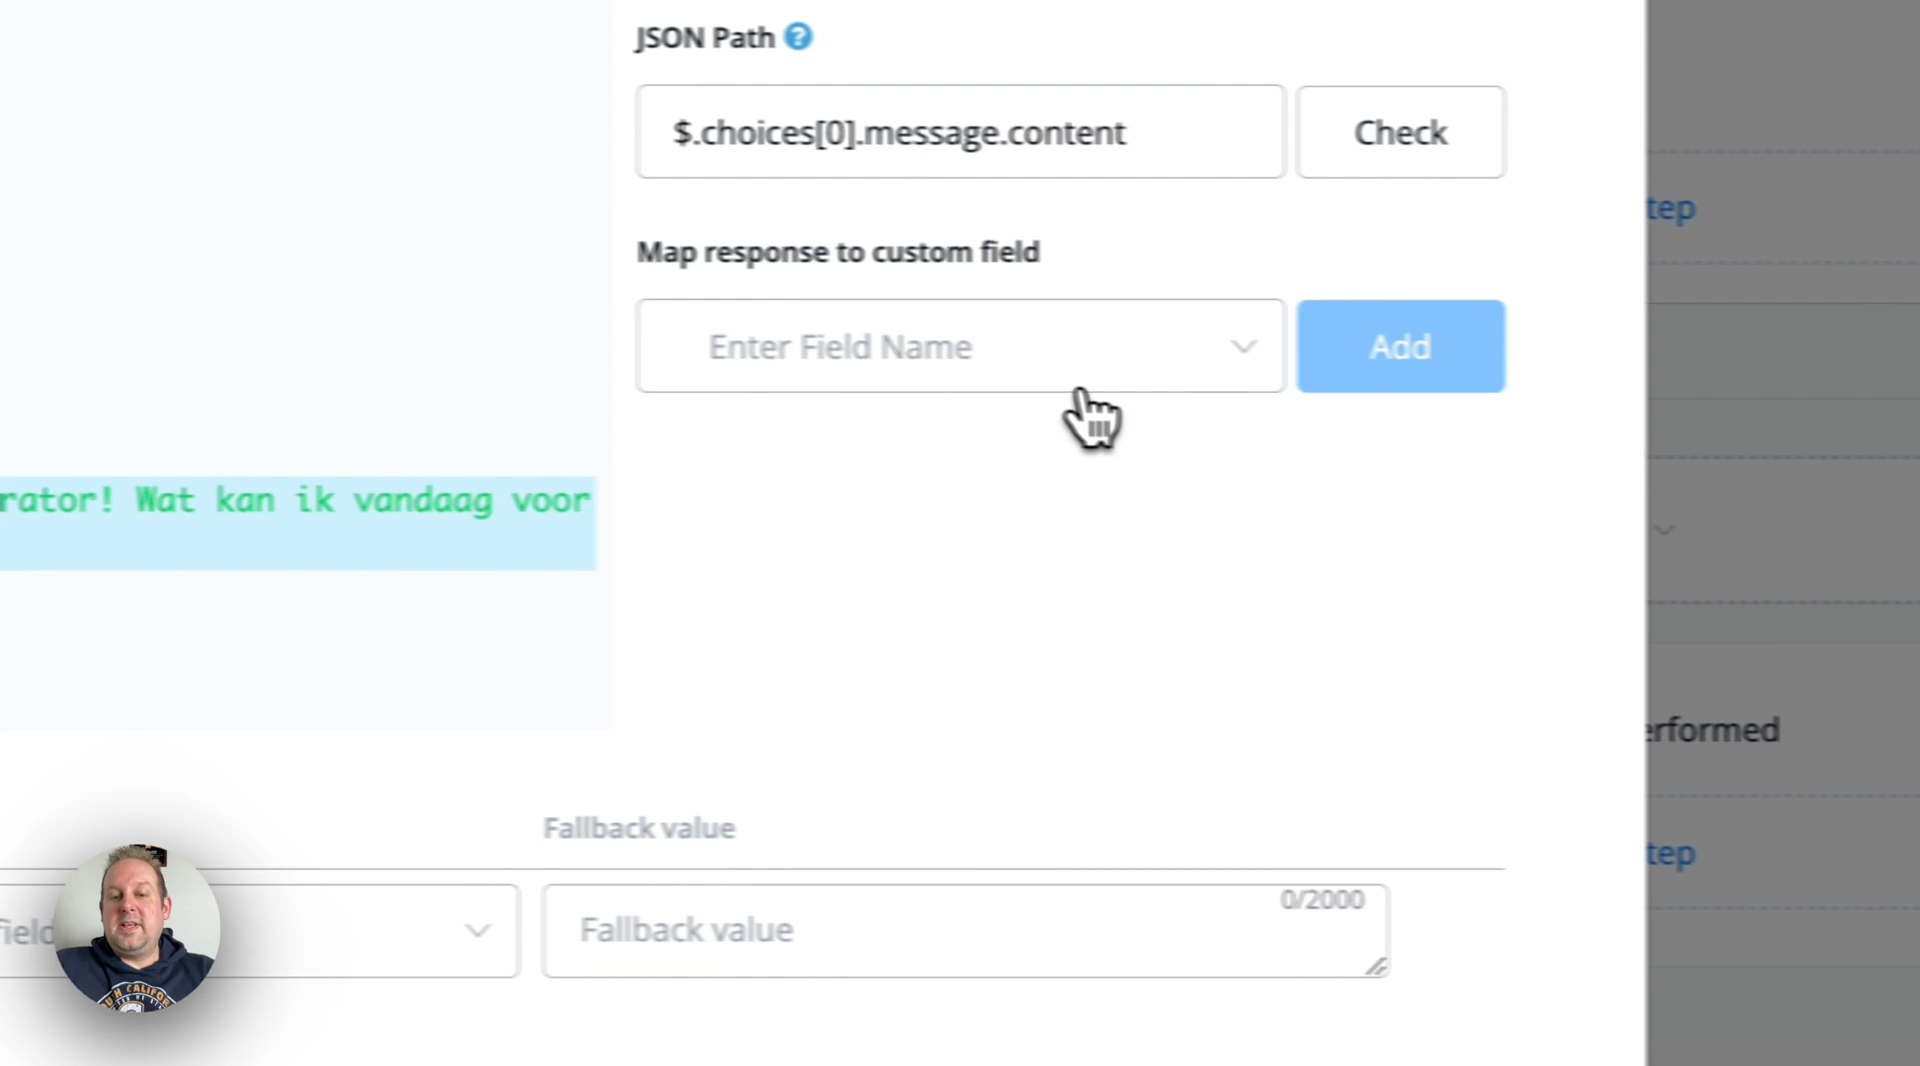 JSON Path ?
$.choices[0].message.content
Check
tep
Map response to custom field
Enter Field Name
Add
rator! Wat kan ik vandaag voor
erformed
Fallback value
tep
0/2000
field
Fallback value